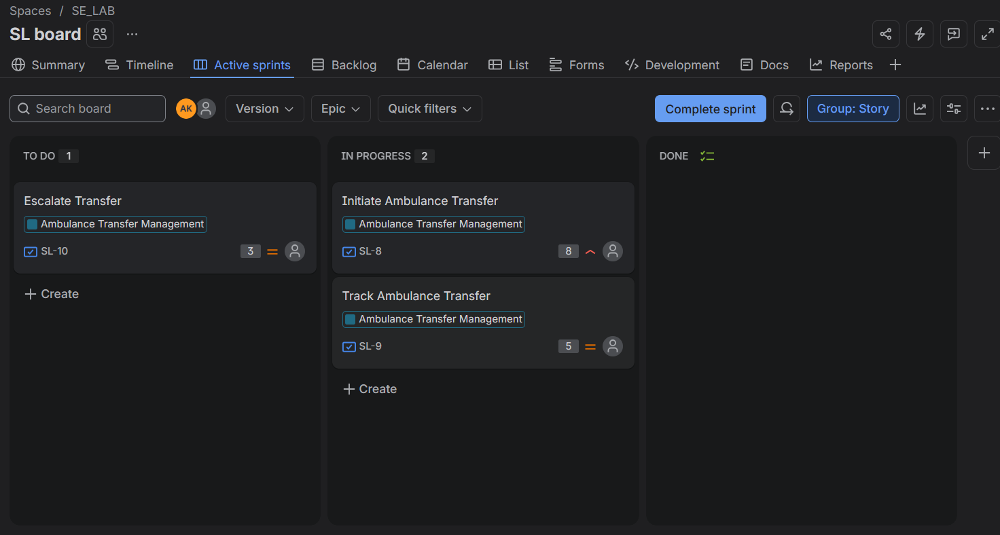 Spaces / SE_LAB
SL board
Summary Timeline Active sprints Backlog Calendar List Forms Development Docs Reports
Search board AK Version Epic Quick filters Complete sprint Group: Story
TO DO 1
Escalate Transfer
Ambulance Transfer Management
SL-10 3
Create
IN PROGRESS 2
Initiate Ambulance Transfer
Ambulance Transfer Management
SL-8 8
Track Ambulance Transfer
Ambulance Transfer Management
SL-9 5
Create
DONE